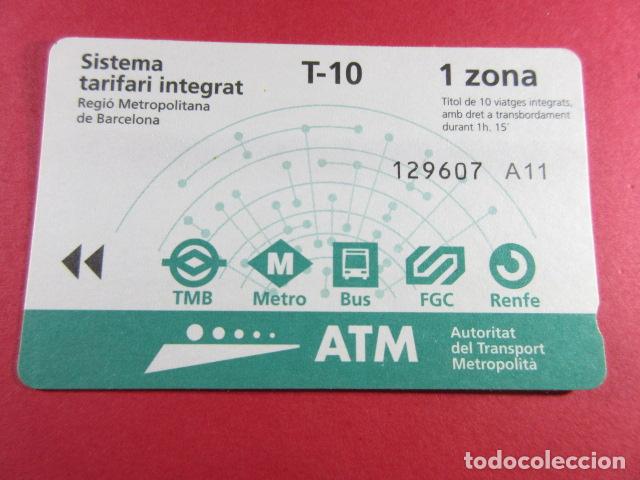 Sistema
tarifari integrat
Regió Metropolitana
de Barcelona
T-10
1 zona
Títol de 10 viatges integrats,
amb dret a transbordament
durant 1h. 15'
129607 A11
TMB
M
Metro
Bus
FGC
Renfe
ATM
Autoritat
del Transport
Metropolità
todocoleccion